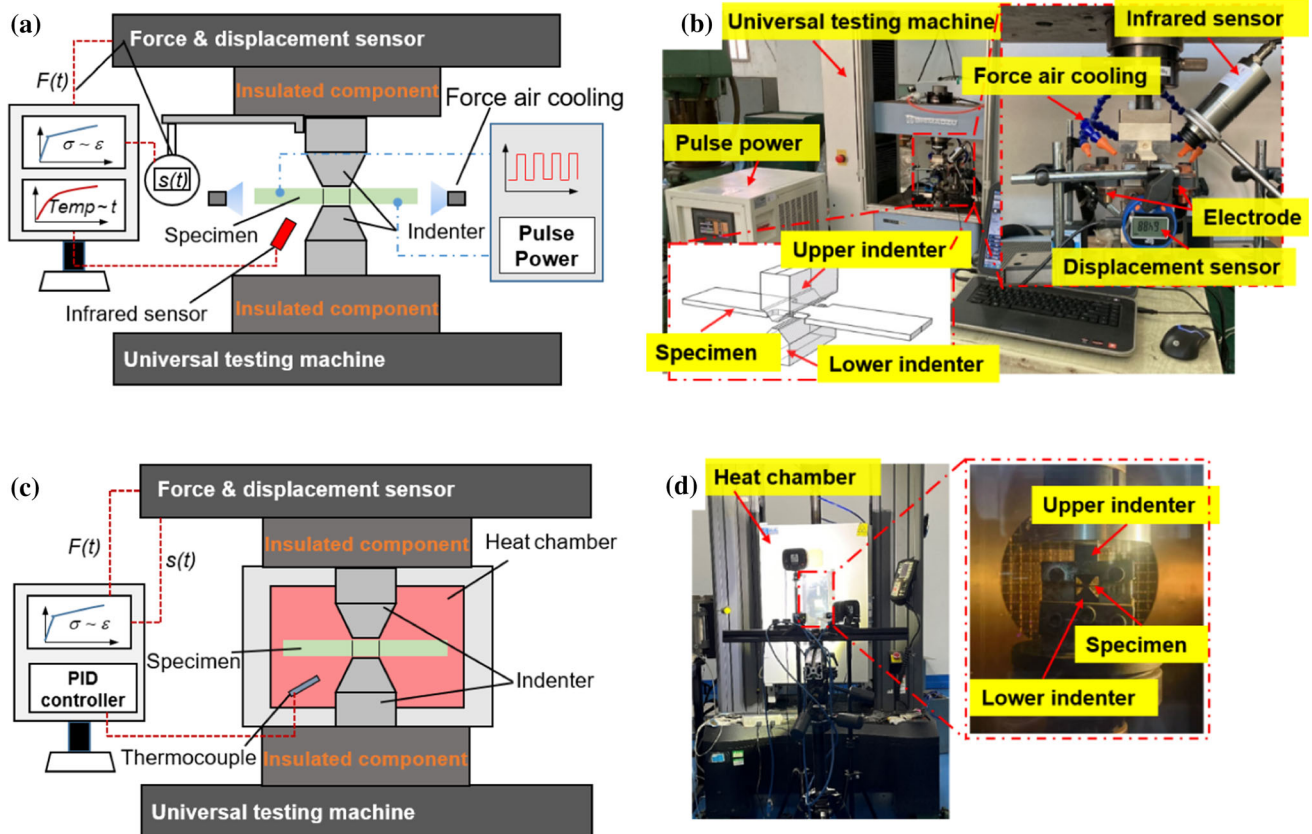 (a)
Force & displacement sensor
F(t)
Insulated component
Force air cooling
σ ~ ε
s(t)
Temp~ t
Specimen
Indenter
Pulse
Power
Infrared sensor
Insulated component
Universal testing machine
(b)
Universal testing machine
Infrared sensor
Force air cooling
Pulse power
Electrode
Upper indenter
Displacement sensor
Specimen
Lower indenter
(c)
Force & displacement sensor
F(t)
s(t)
Insulated component
Heat chamber
σ ~ ε
Specimen
PID
controller
Indenter
Thermocouple
Insulated component
Universal testing machine
(d)
Heat chamber
Upper indenter
Specimen
Lower indenter